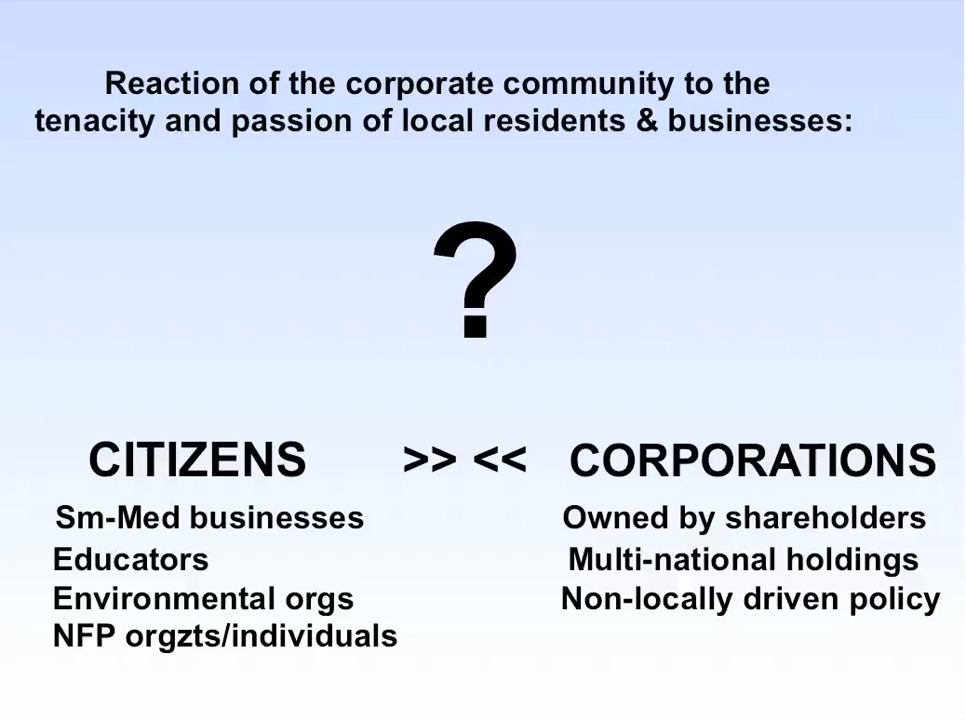 Reaction of the corporate community to the
tenacity and passion of local residents & businesses:
?
CITIZENS >> << CORPORATIONS
Sm-Med businesses Owned by shareholders
Educators Multi-national holdings
Environmental orgs Non-locally driven policy
NFP orgzts/individuals